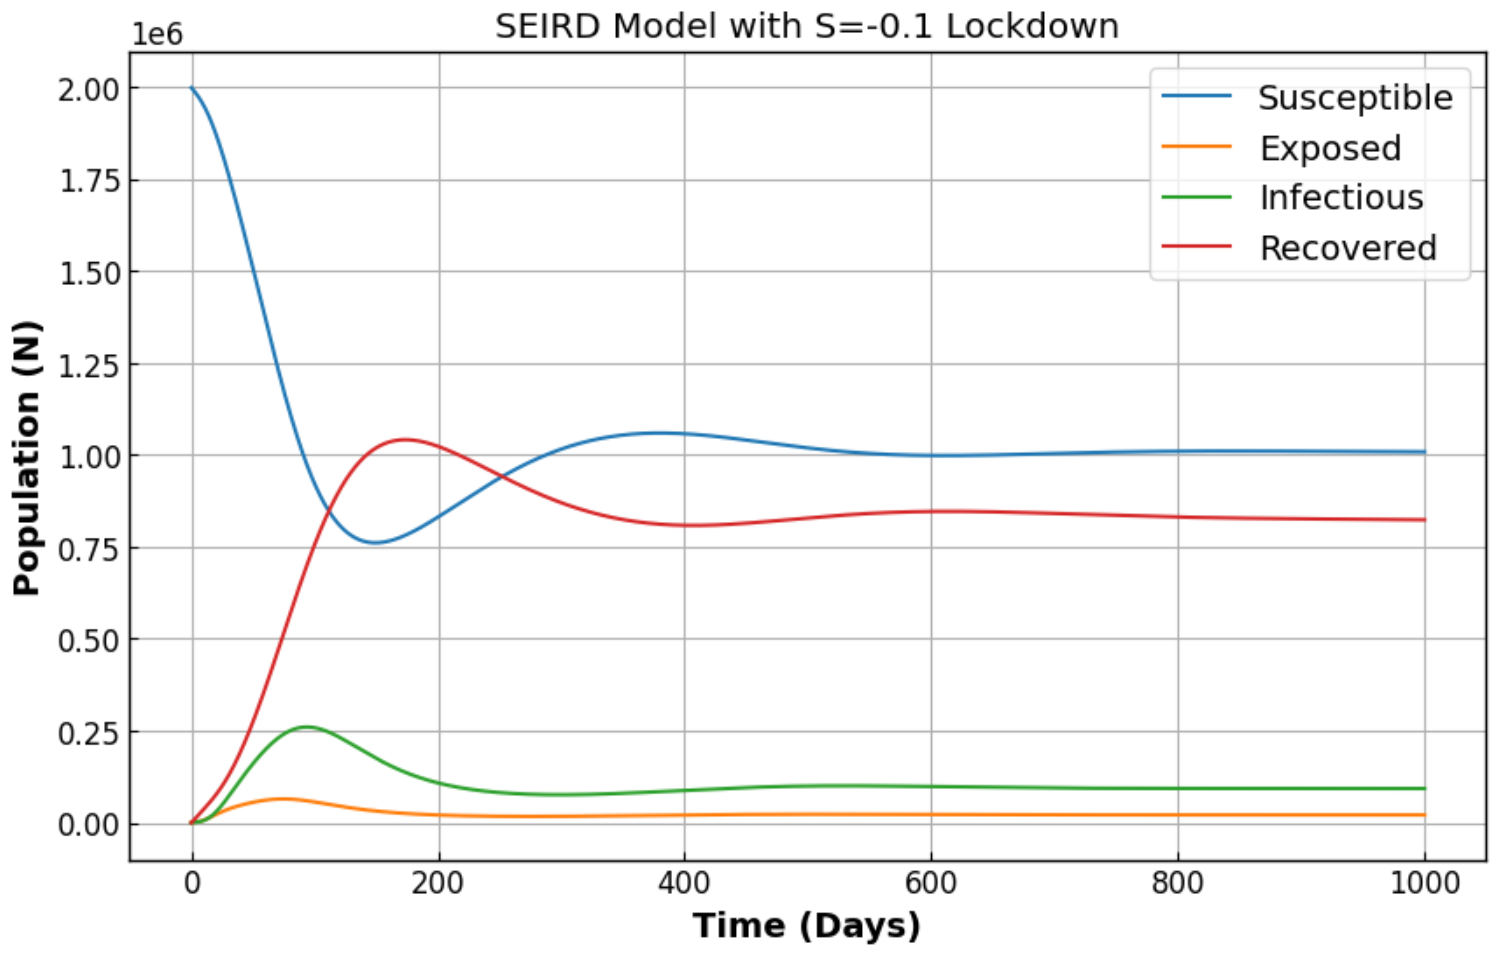 SEIRD Model with S=-0.1 Lockdown
1e6
2.00
1.75
1.50
1.25
1.00
0.75
0.50
0.25
0.00
Population (N)
Susceptible
Exposed
Infectious
Recovered
0 200 400 600 800 1000
Time (Days)